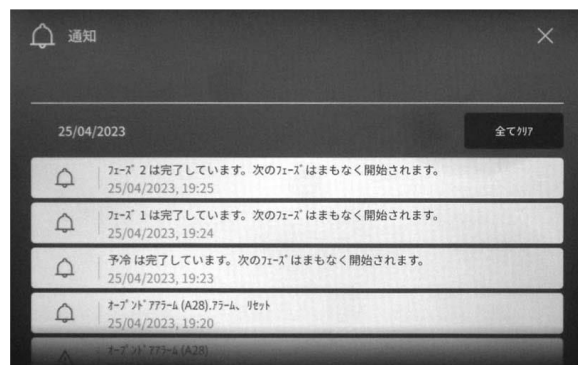 通知
25/04/2023
全てｸﾘｱ
ﾌｪｰｽﾞ 2 は完了しています。次のﾌｪｰｽﾞはまもなく開始されます。
25/04/2023, 19:25
ﾌｪｰｽﾞ 1 は完了しています。次のﾌｪｰｽﾞはまもなく開始されます。
25/04/2023, 19:24
予冷 は完了しています。次のﾌｪｰｽﾞはまもなく開始されます。
25/04/2023, 19:23
ｵｰﾌﾟﾝﾄﾞｱｱﾗｰﾑ (A28).ｱﾗｰﾑ、ﾘｾｯﾄ
25/04/2023, 19:20
ｵｰﾌﾟﾝﾄﾞｱｱﾗｰﾑ (A28)